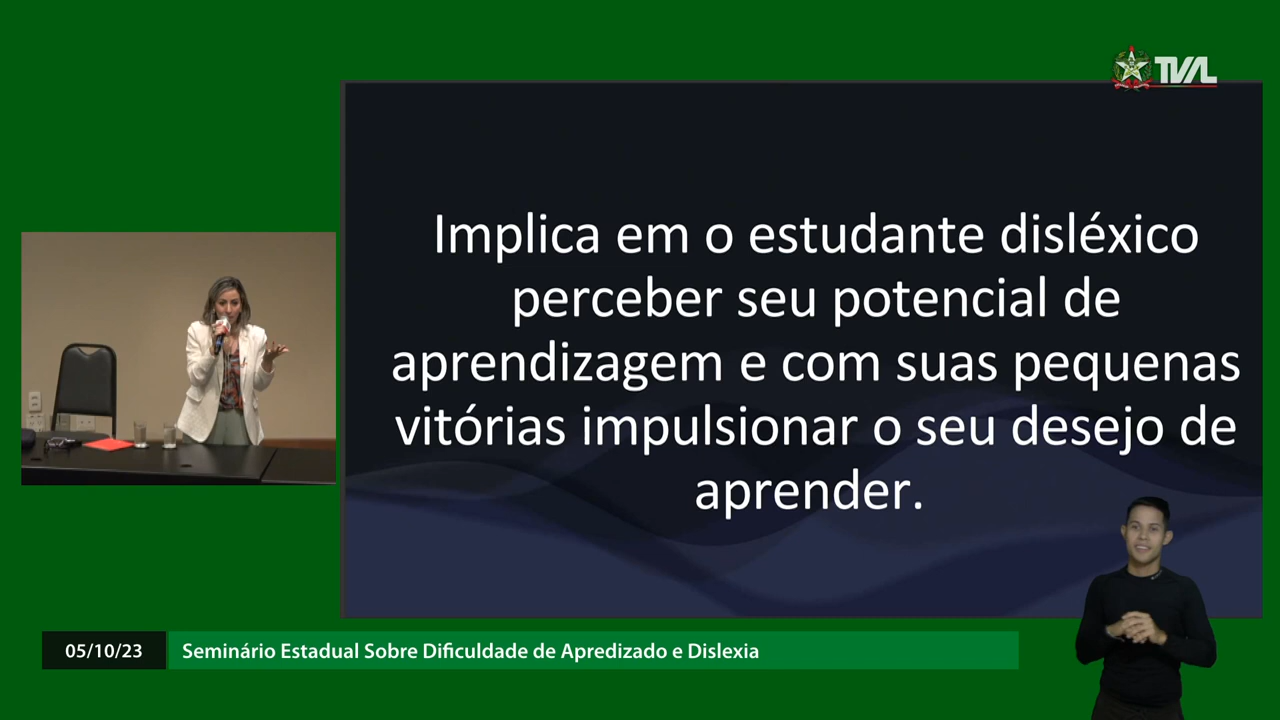 TVAL
Implica em o estudante disléxico
perceber seu potencial de
aprendizagem e com suas pequenas
vitórias impulsionar o seu desejo de
aprender.
05/10/23
Seminário Estadual Sobre Dificuldade de Apredizado e Dislexia